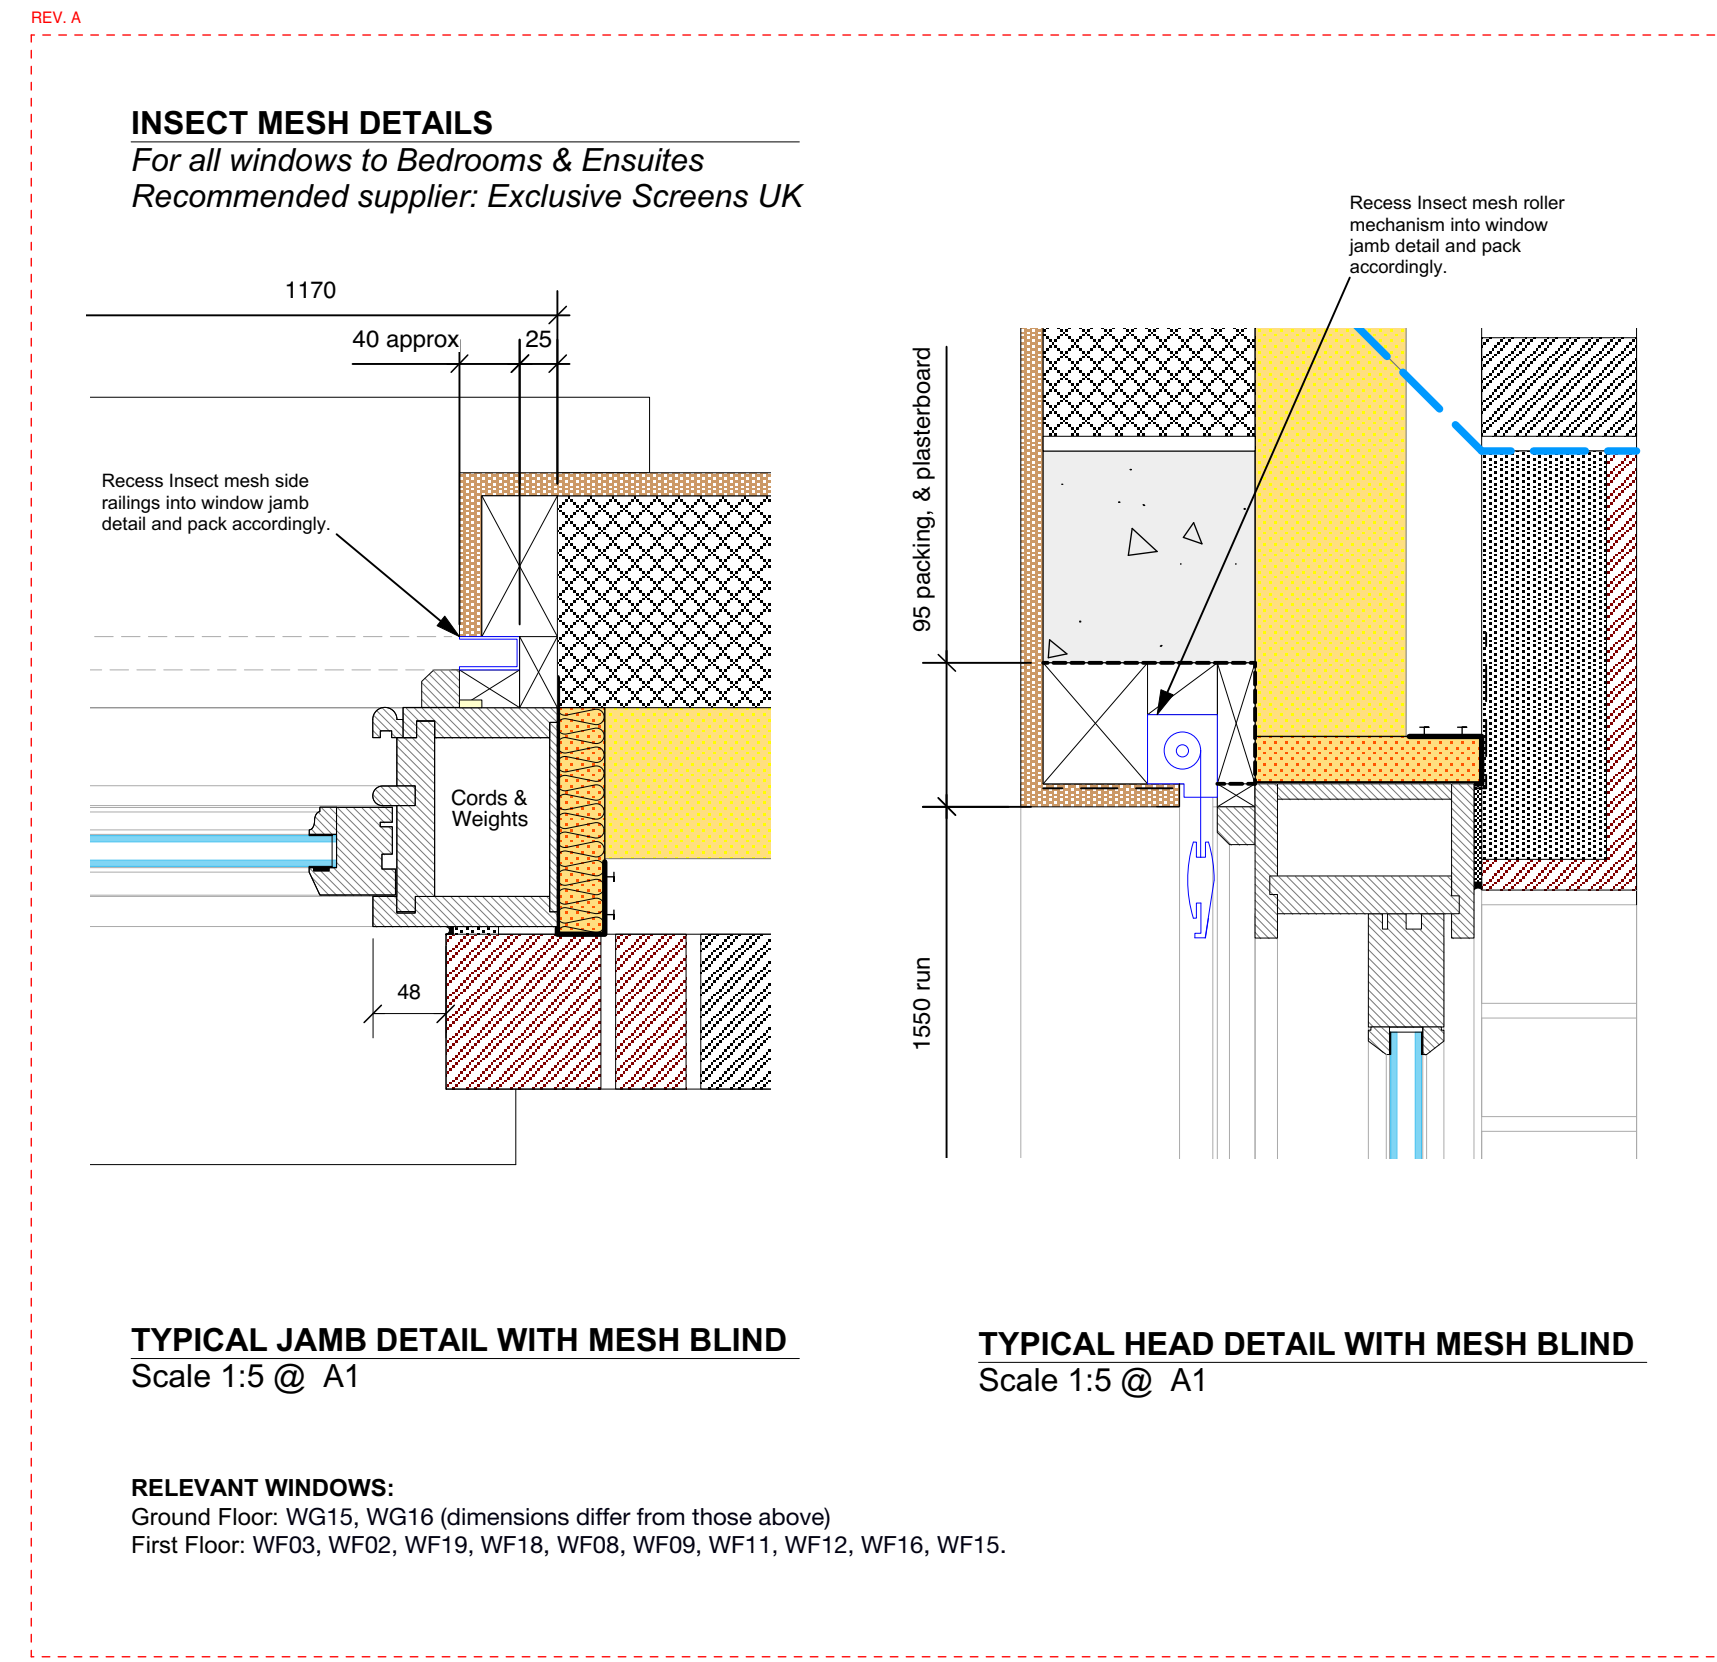 REV. A
INSECT MESH DETAILS
For all windows to Bedrooms & Ensuites
Recommended supplier: Exclusive Screens UK
1170
40 approx
25
Recess Insect mesh side
railings into window jamb
detail and pack accordingly.
Cords &
Weights
48
Recess Insect mesh roller
mechanism into window
jamb detail and pack
accordingly.
95 packing, & plasterboard
1550 run
TYPICAL JAMB DETAIL WITH MESH BLIND
Scale 1:5 @ A1
TYPICAL HEAD DETAIL WITH MESH BLIND
Scale 1:5 @ A1
RELEVANT WINDOWS:
Ground Floor: WG15, WG16 (dimensions differ from those above)
First Floor: WF03, WF02, WF19, WF18, WF08, WF09, WF11, WF12, WF16, WF15.